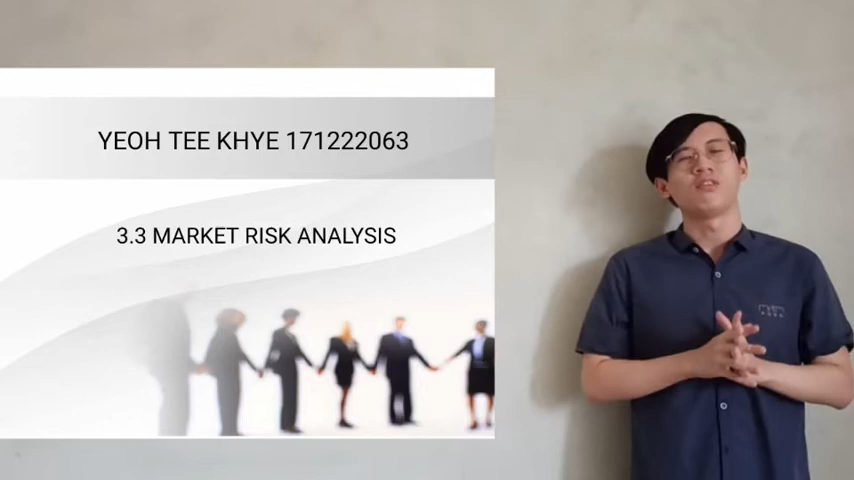 YEOH TEE KHYE 171222063
3.3 MARKET RISK ANALYSIS